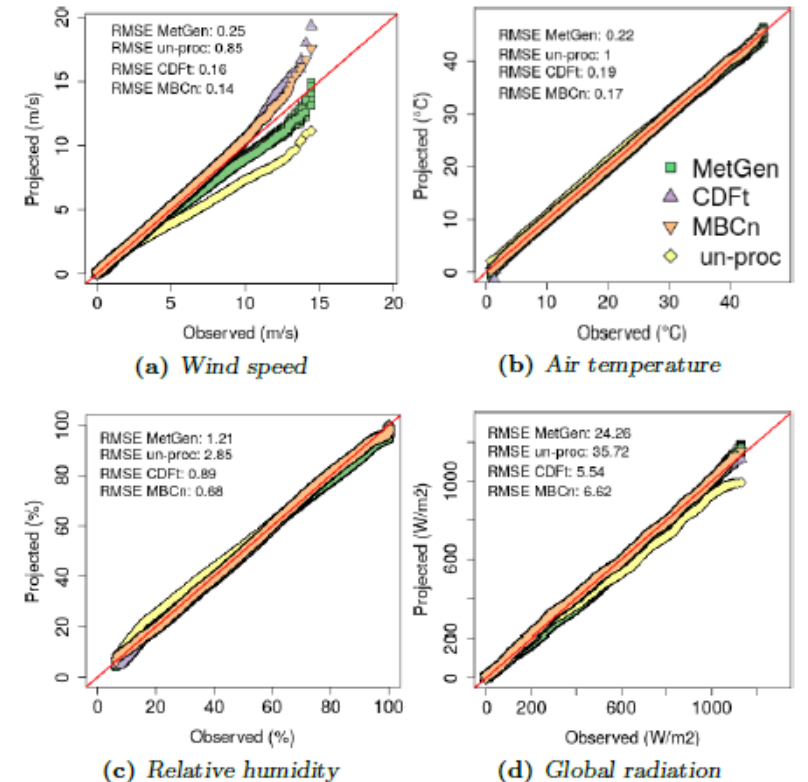 RMSE MetGen: 0.25
RMSE un-proc: 0.85
RMSE CDFt: 0.16
RMSE MBCn: 0.14
Projected (m/s)
20
15
10
5
0
0 5 10 15 20
Observed (m/s)
(a) Wind speed
RMSE MetGen: 0.22
RMSE un-proc: 1
RMSE CDFt: 0.19
RMSE MBCn: 0.17
MetGen
CDFt
MBCn
un-proc
Projected (°C)
40
30
20
10
0
0 10 20 30 40
Observed (°C)
(b) Air temperature
RMSE MetGen: 1.21
RMSE un-proc: 2.85
RMSE CDFt: 0.89
RMSE MBCn: 0.68
Projected (%)
100
80
60
40
20
0
0 20 40 60 80 100
Observed (%)
(c) Relative humidity
RMSE MetGen: 24.26
RMSE un-proc: 35.72
RMSE CDFt: 5.54
RMSE MBCn: 6.62
Projected (W/m2)
1000
600
200
0
0 200 600 1000
Observed (W/m2)
(d) Global radiation